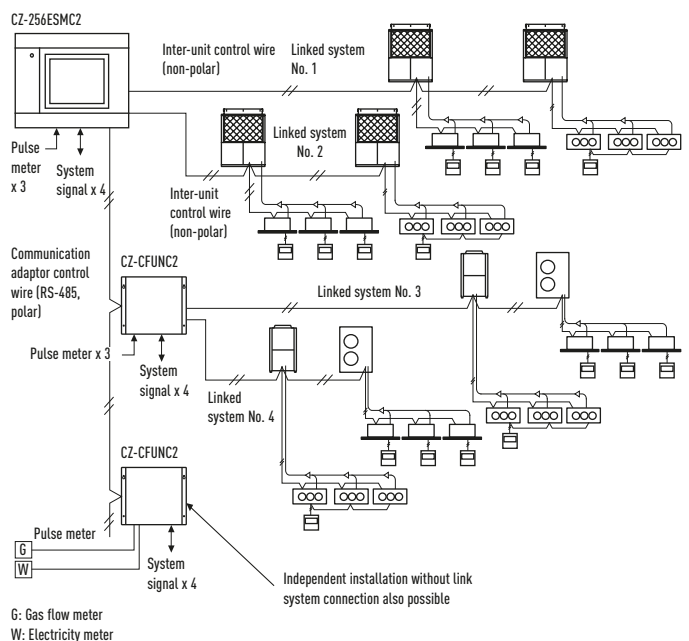 CZ-256ESMC2
Inter-unit control wire
(non-polar)
Linked system
No. 1
Pulse
meter
x 3
System
signal x 4
Linked system
No. 2
Inter-unit
control wire
(non-polar)
Communication
adaptor control
wire (RS-485,
polar)
CZ-CFUNC2
Linked system No. 3
Pulse meter x 3
System
signal x 4
Linked
system No. 4
CZ-CFUNC2
Pulse meter
G
W
System
signal x 4
Independent installation without link
system connection also possible
G: Gas flow meter
W: Electricity meter